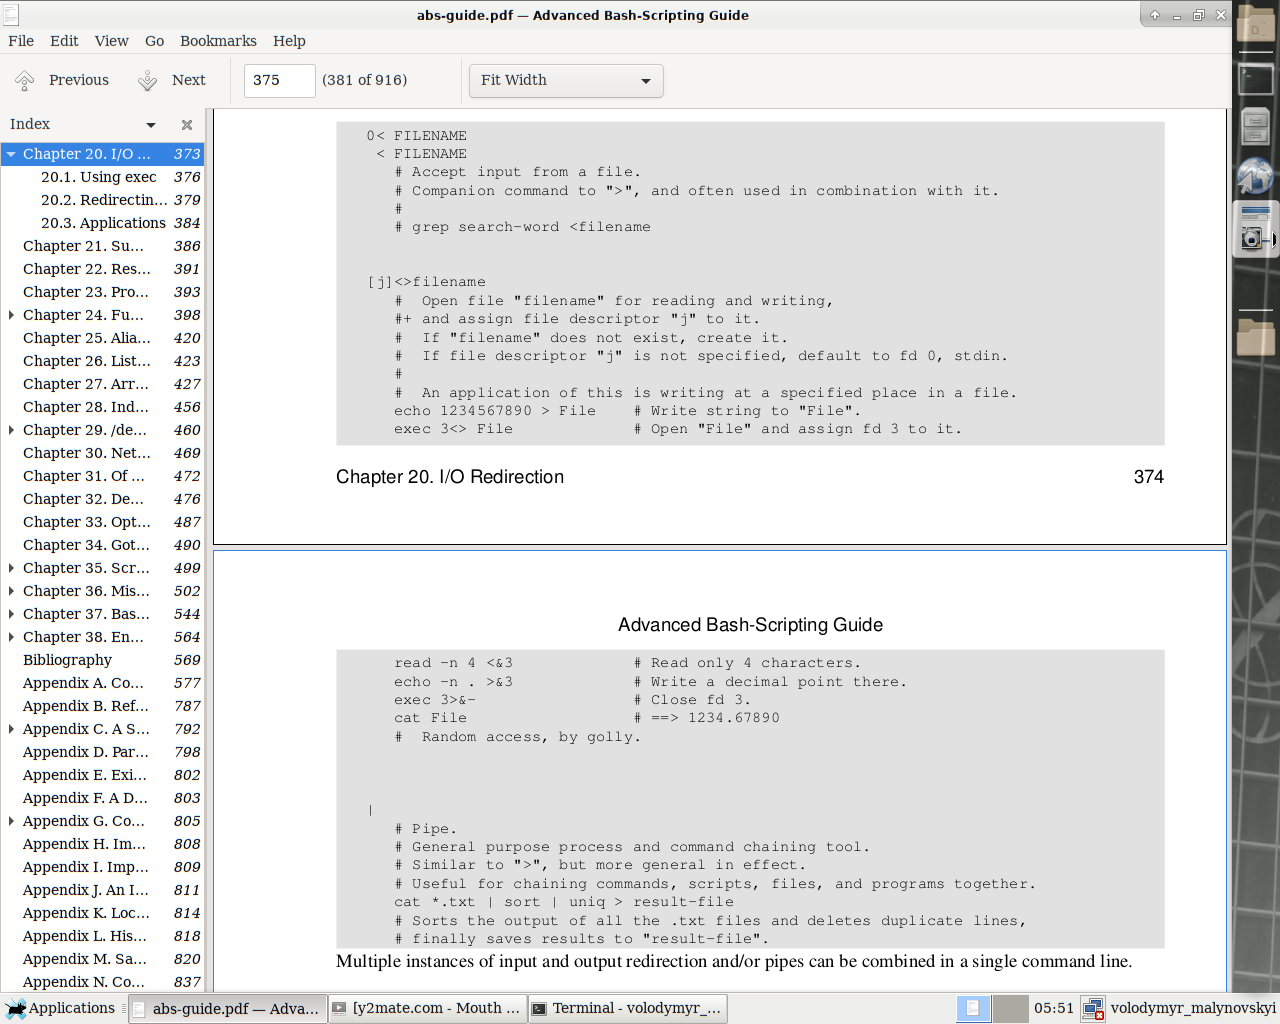 abs-guide.pdf — Advanced Bash-Scripting Guide
File Edit View Go Bookmarks Help
Previous Next 375 (381 of 916) Fit Width
Index
Chapter 20. I/O ... 373
20.1. Using exec 376
20.2. Redirectin... 379
20.3. Applications 384
Chapter 21. Su... 386
Chapter 22. Res... 391
Chapter 23. Pro... 393
Chapter 24. Fu... 398
Chapter 25. Alia... 420
Chapter 26. List... 423
Chapter 27. Arr... 427
Chapter 28. Ind... 456
Chapter 29. /de... 460
Chapter 30. Net... 469
Chapter 31. Of ... 472
Chapter 32. De... 476
Chapter 33. Opt... 487
Chapter 34. Got... 490
Chapter 35. Scr... 499
Chapter 36. Mis... 502
Chapter 37. Bas... 544
Chapter 38. En... 564
Bibliography 569
Appendix A. Co... 577
Appendix B. Ref... 787
Appendix C. A S... 792
Appendix D. Par... 798
Appendix E. Exi... 802
Appendix F. A D... 803
Appendix G. Co... 805
Appendix H. Im... 808
Appendix I. Imp... 809
Appendix J. An I... 811
Appendix K. Loc... 814
Appendix L. His... 818
Appendix M. Sa... 820
Appendix N. Co... 837
0< FILENAME
< FILENAME
# Accept input from a file.
# Companion command to ">", and often used in combination with it.
#
# grep search-word <filename
[j]<>filename
# Open file "filename" for reading and writing,
#+ and assign file descriptor "j" to it.
# If "filename" does not exist, create it.
# If file descriptor "j" is not specified, default to fd 0, stdin.
#
# An application of this is writing at a specified place in a file.
echo 1234567890 > File # Write string to "File".
exec 3<> File # Open "File" and assign fd 3 to it.
Chapter 20. I/O Redirection 374
Advanced Bash-Scripting Guide
read -n 4 <&3 # Read only 4 characters.
echo -n . >&3 # Write a decimal point there.
exec 3>&- # Close fd 3.
cat File # ==> 1234.67890
# Random access, by golly.
|
# Pipe.
# General purpose process and command chaining tool.
# Similar to ">", but more general in effect.
# Useful for chaining commands, scripts, files, and programs together.
cat *.txt | sort | uniq > result-file
# Sorts the output of all the .txt files and deletes duplicate lines,
# finally saves results to "result-file".
Multiple instances of input and output redirection and/or pipes can be combined in a single command line.
Applications abs-guide.pdf — Adva... [y2mate.com - Mouth ... Terminal - volodymyr_... 05:51 volodymyr_malynovskyi